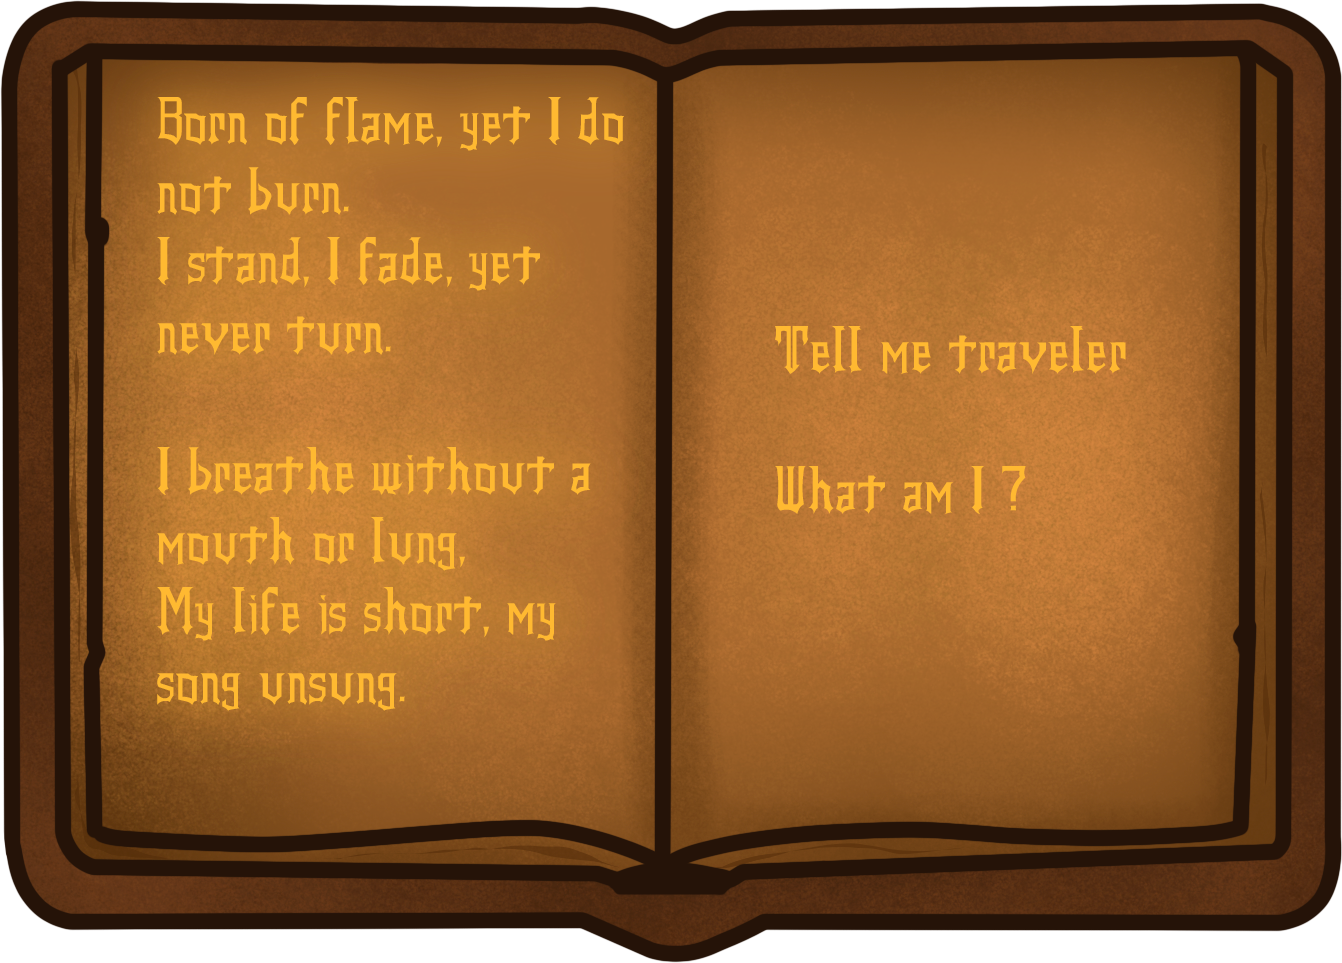 Born of flame, yet I do
not burn.
I stand, I fade, yet
never turn.
I breathe without a
mouth or lung,
My life is short, my
song unsung.
Tell me traveler
What am I ?